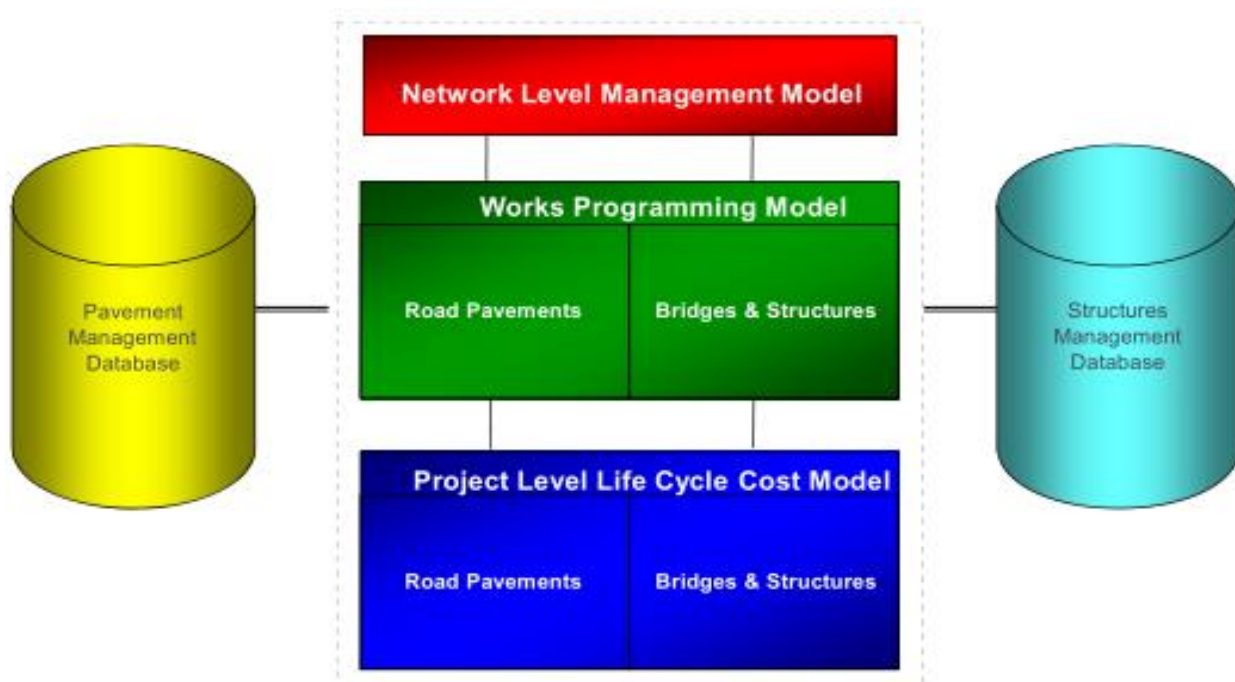 Network Level Management Model
Works Programming Model
Road Pavements
Bridges & Structures
Pavement
Management
Database
Structures
Management
Database
Project Level Life Cycle Cost Model
Road Pavements
Bridges & Structures